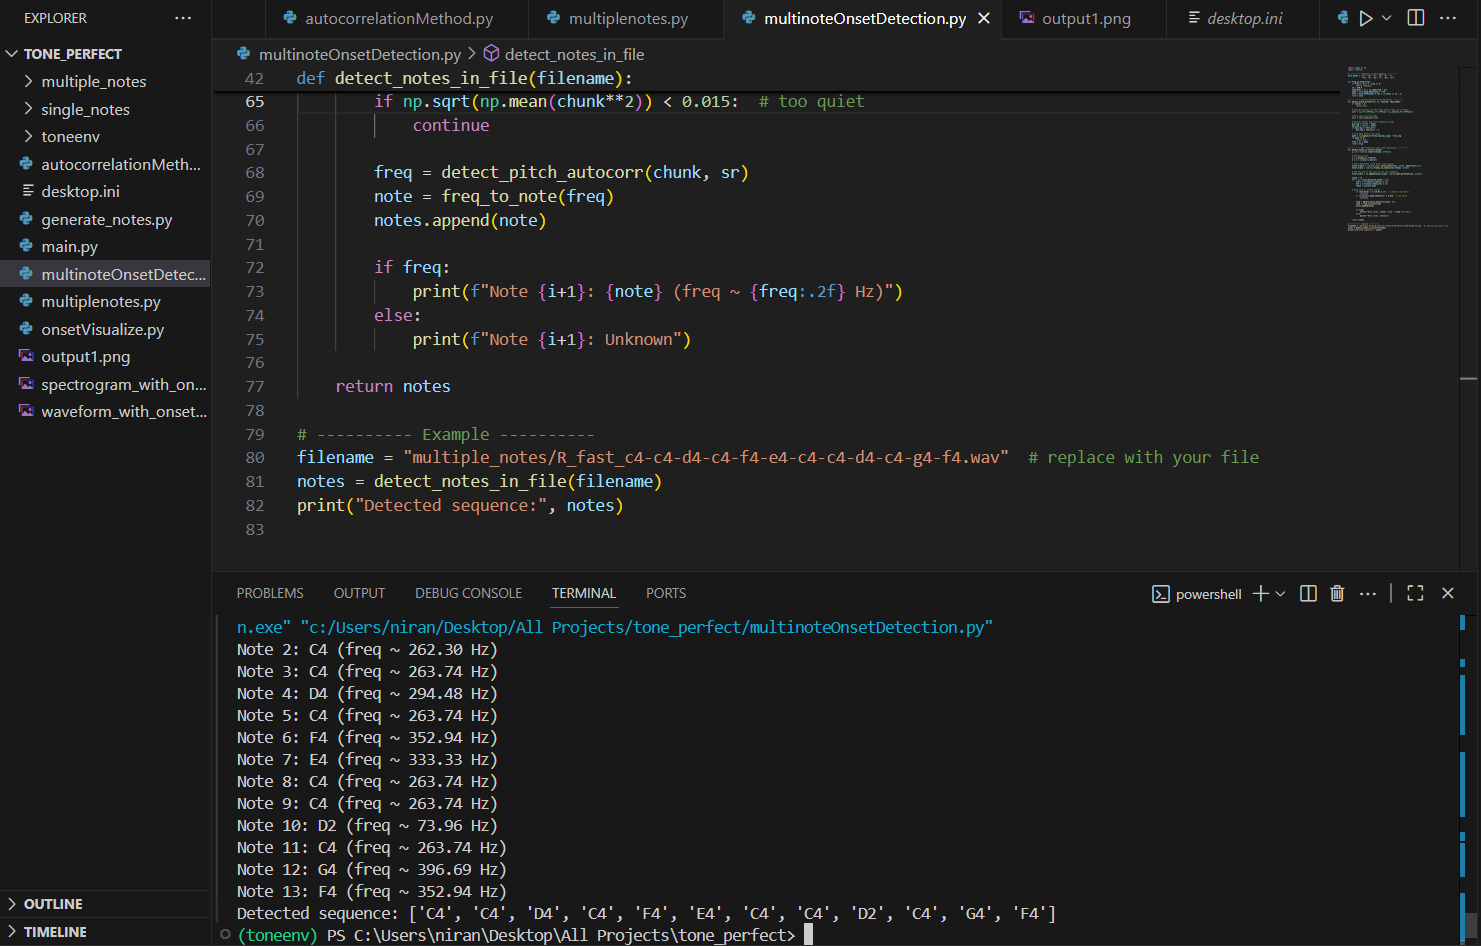 EXPLORER
TONE_PERFECT
multiple_notes
single_notes
toneenv
autocorrelationMeth...
desktop.ini
generate_notes.py
main.py
multinoteOnsetDetec...
multiplenotes.py
onsetVisualize.py
output1.png
spectrogram_with_on...
waveform_with_onset...
OUTLINE
TIMELINE
autocorrelationMethod.py multiplenotes.py multinoteOnsetDetection.py output1.png desktop.ini
multinoteOnsetDetection.py > detect_notes_in_file
42 def detect_notes_in_file(filename):
65 if np.sqrt(np.mean(chunk**2)) < 0.015: # too quiet
66 continue
67
68 freq = detect_pitch_autocorr(chunk, sr)
69 note = freq_to_note(freq)
70 notes.append(note)
71
72 if freq:
73 print(f"Note {i+1}: {note} (freq ~ {freq:.2f} Hz)")
74 else:
75 print(f"Note {i+1}: Unknown")
76
77 return notes
78
79 # ---------- Example ----------
80 filename = "multiple_notes/R_fast_c4-c4-d4-c4-f4-e4-c4-c4-d4-c4-g4-f4.wav" # replace with your file
81 notes = detect_notes_in_file(filename)
82 print("Detected sequence:", notes)
83
PROBLEMS OUTPUT DEBUG CONSOLE TERMINAL PORTS powershell
n.exe" "c:/Users/niran/Desktop/All Projects/tone_perfect/multinoteOnsetDetection.py"
Note 2: C4 (freq ~ 262.30 Hz)
Note 3: C4 (freq ~ 263.74 Hz)
Note 4: D4 (freq ~ 294.48 Hz)
Note 5: C4 (freq ~ 263.74 Hz)
Note 6: F4 (freq ~ 352.94 Hz)
Note 7: E4 (freq ~ 333.33 Hz)
Note 8: C4 (freq ~ 263.74 Hz)
Note 9: C4 (freq ~ 263.74 Hz)
Note 10: D2 (freq ~ 73.96 Hz)
Note 11: C4 (freq ~ 263.74 Hz)
Note 12: G4 (freq ~ 396.69 Hz)
Note 13: F4 (freq ~ 352.94 Hz)
Detected sequence: ['C4', 'C4', 'D4', 'C4', 'F4', 'E4', 'C4', 'C4', 'D2', 'C4', 'G4', 'F4']
(toneenv) PS C:\Users\niran\Desktop\All Projects\tone_perfect>